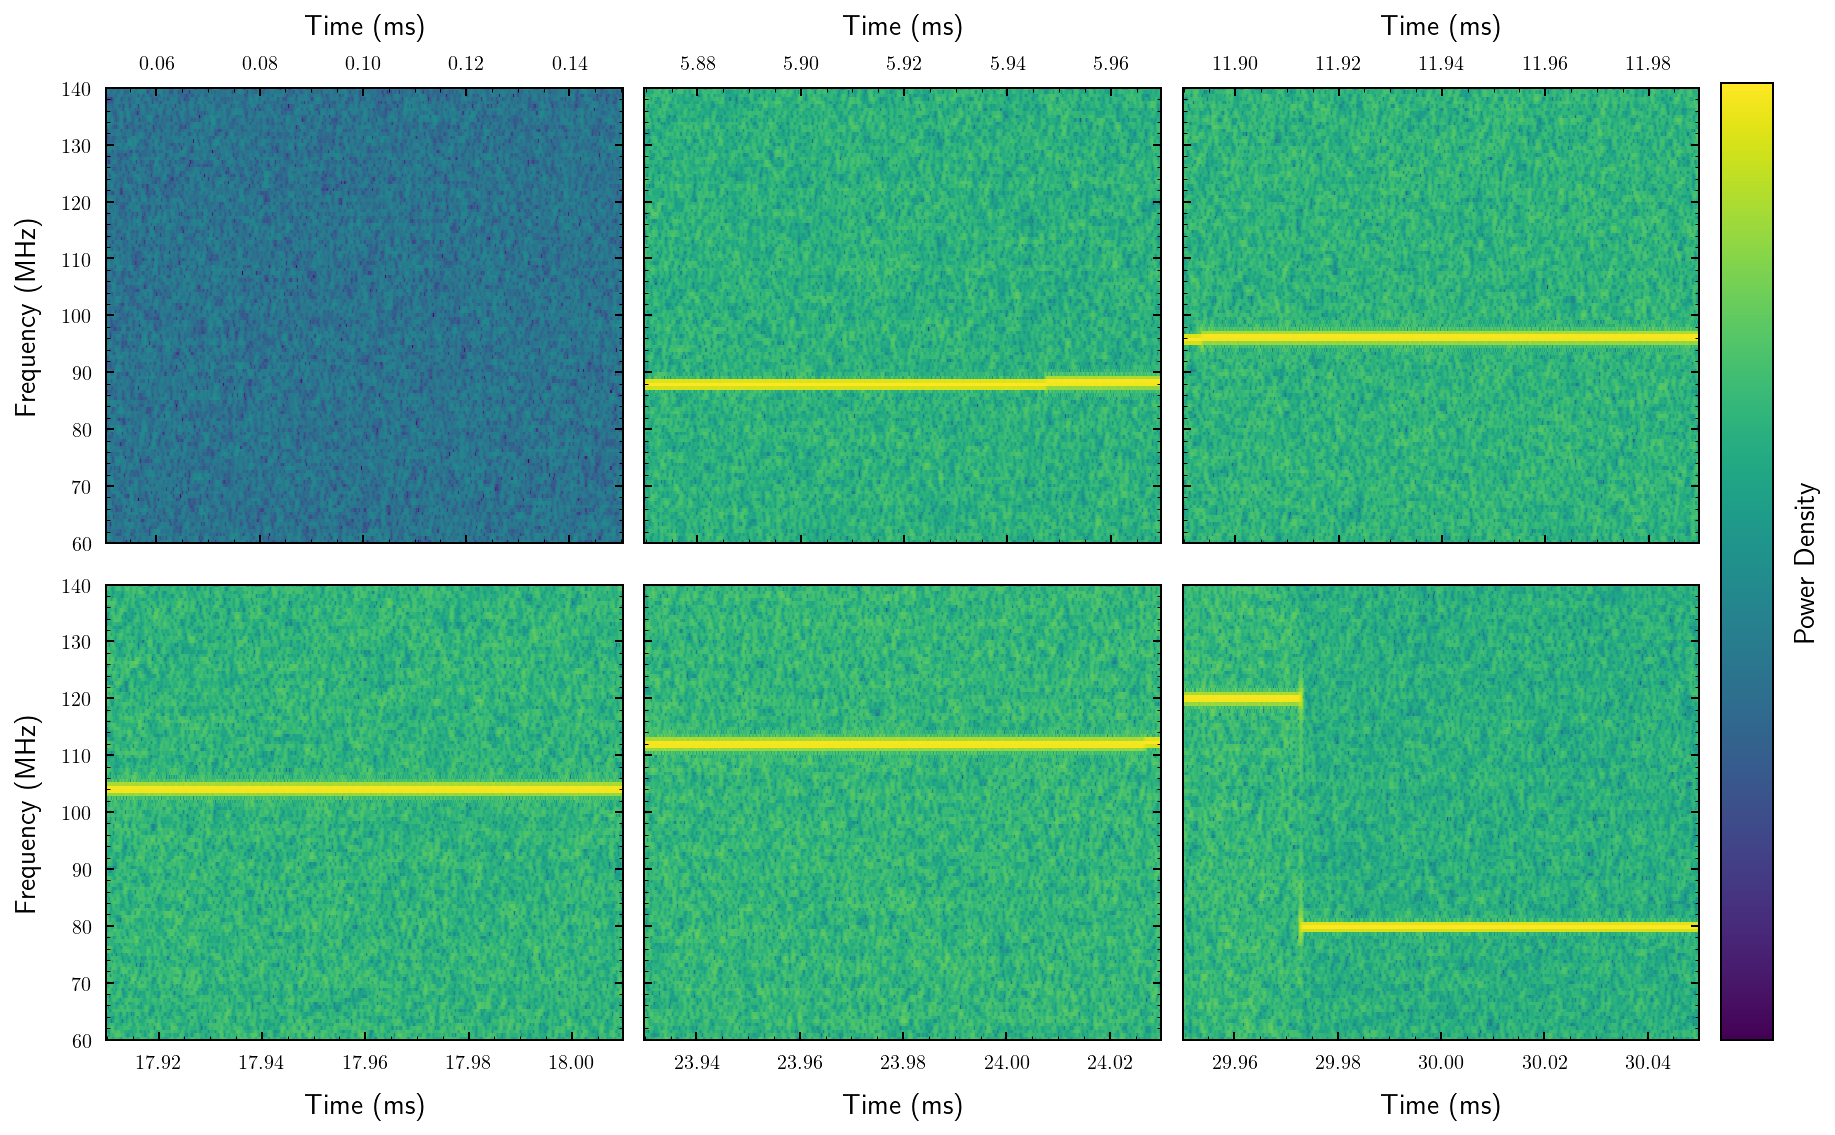 Time (ms) Time (ms) Time (ms)
0.06 0.08 0.10 0.12 0.14 5.88 5.90 5.92 5.94 5.96 11.90 11.92 11.94 11.96 11.98
Frequency (MHz)
140
130
120
110
100
90
80
70
60
Frequency (MHz)
140
130
120
110
100
90
80
70
60
17.92 17.94 17.96 17.98 18.00 23.94 23.96 23.98 24.00 24.02 29.96 29.98 30.00 30.02 30.04
Time (ms) Time (ms) Time (ms)
Power Density